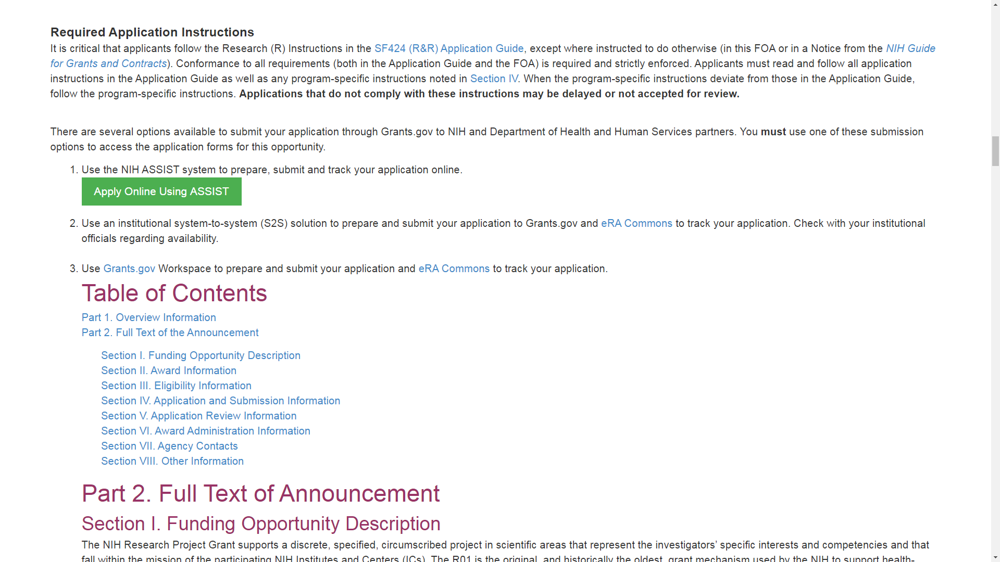 Required Application Instructions
It is critical that applicants follow the Research (R) Instructions in the SF424 (R&R) Application Guide, except where instructed to do otherwise (in this FOA or in a Notice from the NIH Guide
for Grants and Contracts). Conformance to all requirements (both in the Application Guide and the FOA) is required and strictly enforced. Applicants must read and follow all application
instructions in the Application Guide as well as any program-specific instructions noted in Section IV. When the program-specific instructions deviate from those in the Application Guide,
follow the program-specific instructions. Applications that do not comply with these instructions may be delayed or not accepted for review.
There are several options available to submit your application through Grants.gov to NIH and Department of Health and Human Services partners. You must use one of these submission
options to access the application forms for this opportunity.
1. Use the NIH ASSIST system to prepare, submit and track your application online.
Apply Online Using ASSIST
2. Use an institutional system-to-system (S2S) solution to prepare and submit your application to Grants.gov and eRA Commons to track your application. Check with your institutional
officials regarding availability.
3. Use Grants.gov Workspace to prepare and submit your application and eRA Commons to track your application.
Table of Contents
Part 1. Overview Information
Part 2. Full Text of the Announcement
Section I. Funding Opportunity Description
Section II. Award Information
Section III. Eligibility Information
Section IV. Application and Submission Information
Section V. Application Review Information
Section VI. Award Administration Information
Section VII. Agency Contacts
Section VIII. Other Information
Part 2. Full Text of Announcement
Section I. Funding Opportunity Description
The NIH Research Project Grant supports a discrete, specified, circumscribed project in scientific areas that represent the investigators’ specific interests and competencies and that
fall within the mission of the participating NIH Institutes and Centers (ICs). The R01 is the original, and historically the oldest, grant mechanism used by the NIH to support health-